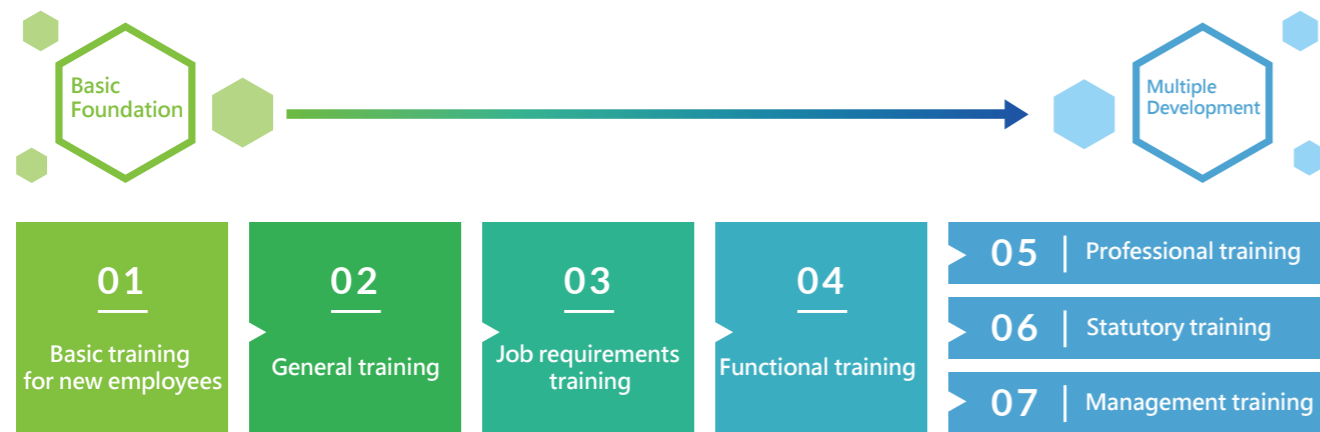 Basic
Foundation
Multiple
Development
01
Basic training
for new employees
02
General training
03
Job requirements
training
04
Functional training
05
Professional training
06
Statutory training
07
Management training